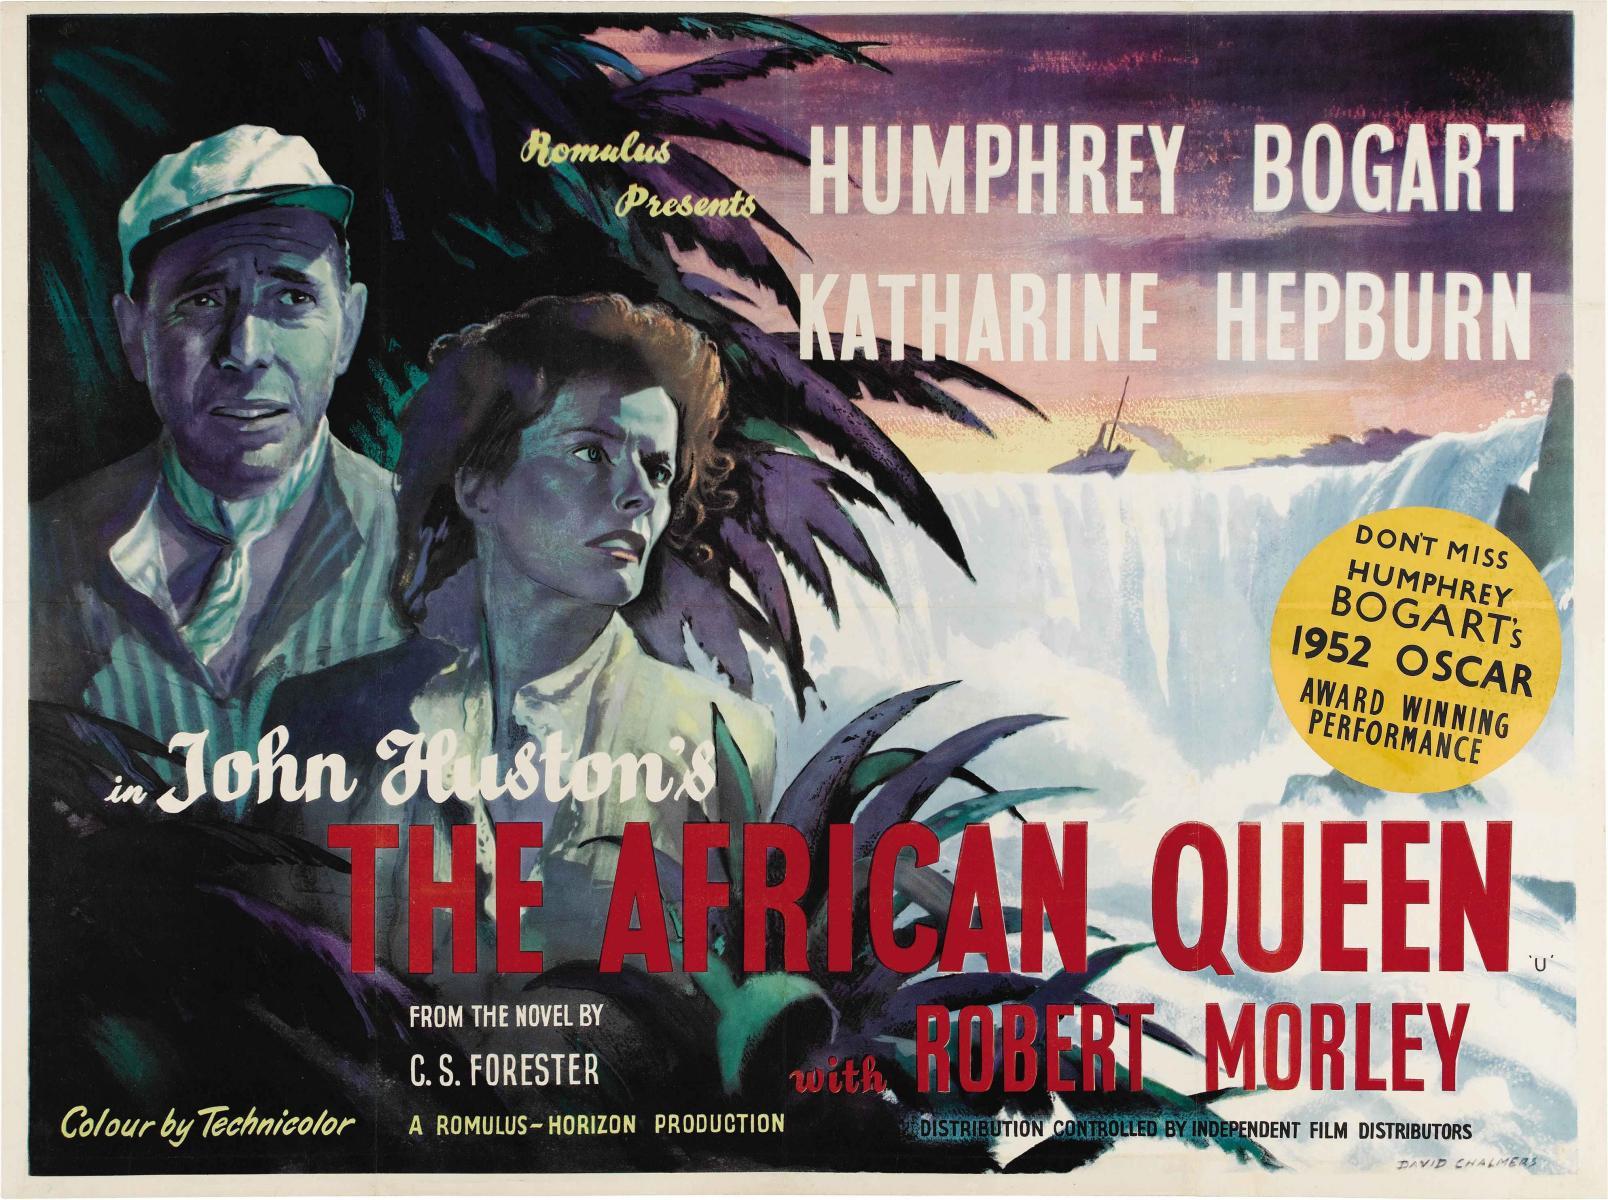 Romulus
Presents
HUMPHREY BOGART
KATHARINE HEPBURN
DON'T MISS
HUMPHREY
BOGART's
1952 OSCAR
AWARD WINNING
PERFORMANCE
in John Huston's
THE AFRICAN QUEEN 'U'
FROM THE NOVEL BY
C. S. FORESTER
with ROBERT MORLEY
Colour by Technicolor
A ROMULUS-HORIZON PRODUCTION
DISTRIBUTION CONTROLLED BY INDEPENDENT FILM DISTRIBUTORS
DAVID CHALMERS